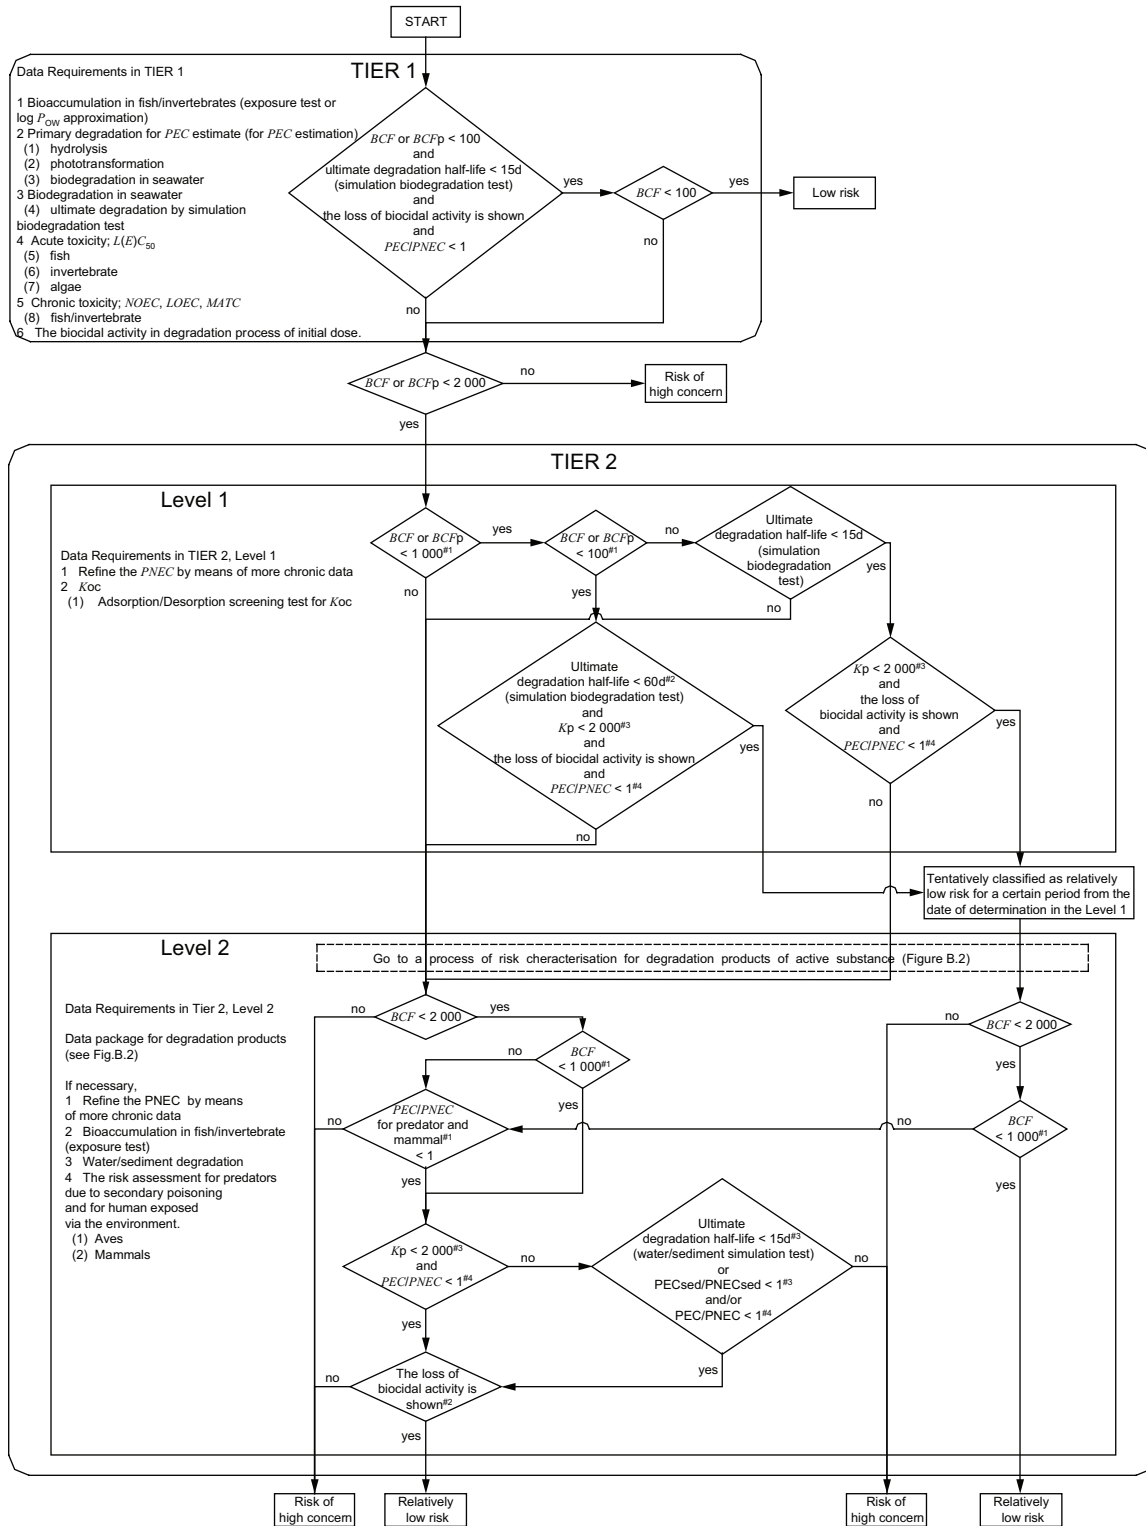 START
TIER 1
Data Requirements in TIER 1
1 Bioaccumulation in fish/invertebrates (exposure test or
log POW approximation)
2 Primary degradation for PEC estimate (for PEC estimation)
(1) hydrolysis
(2) phototransformation
(3) biodegradation in seawater
3 Biodegradation in seawater
(4) ultimate degradation by simulation
biodegradation test
4 Acute toxicity; L(E)C50
(5) fish
(6) invertebrate
(7) algae
5 Chronic toxicity; NOEC, LOEC, MATC
(8) fish/invertebrate
6 The biocidal activity in degradation process of initial dose.
BCF or BCFp < 100
and
ultimate degradation half-life < 15d
(simulation biodegradation test)
and
the loss of biocidal activity is shown
and
PEC/PNEC < 1
yes
BCF < 100
yes
Low risk
no
no
BCF or BCFp < 2 000
no
Risk of
high concern
yes
TIER 2
Level 1
Data Requirements in TIER 2, Level 1
1 Refine the PNEC by means of more chronic data
2 Koc
(1) Adsorption/Desorption screening test for Koc
BCF or BCFp
< 1 000#1
yes
BCF or BCFp
< 100#1
no
Ultimate
degradation half-life < 15d
(simulation
biodegradation
test)
yes
no
yes
no
Ultimate
degradation half-life < 60d#2
(simulation biodegradation test)
and
Kp < 2 000#3
and
the loss of biocidal activity is shown
and
PEC/PNEC < 1#4
yes
no
Kp < 2 000#3
and
the loss of
biocidal activity is shown
and
PEC/PNEC < 1#4
yes
no
Tentatively classified as relatively
low risk for a certain period from the
date of determination in the Level 1
Level 2
Go to a process of risk cherecterisation for degradation products of active substance (Figure B.2)
Data Requirements in Tier 2, Level 2
Data package for degradation products
(see Fig.B.2)
If necessary,
1 Refine the PNEC by means
of more chronic data
2 Bioaccumulation in fish/invertebrate
(exposure test)
3 Water/sediment degradation
4 The risk assessment for predators
due to secondary poisoning
and for human exposed
via the environment.
(1) Aves
(2) Mammals
no
BCF < 2 000
yes
no
BCF < 2 000
yes
no
BCF
< 1 000#1
yes
no
PEC/PNEC
for predator and
mammal#1
< 1
yes
no
BCF
< 1 000#1
yes
Kp < 2 000#3
and
PEC/PNEC < 1#4
no
yes
Ultimate
degradation half-life < 15d#3
(water/sediment simulation test)
or
PECsed/PNECsed < 1#3
and/or
PEC/PNEC < 1#4
no
yes
no
The loss of
biocidal activity is
shown#2
yes
Risk of
high concern
Relatively
low risk
Risk of
high concern
Relatively
low risk